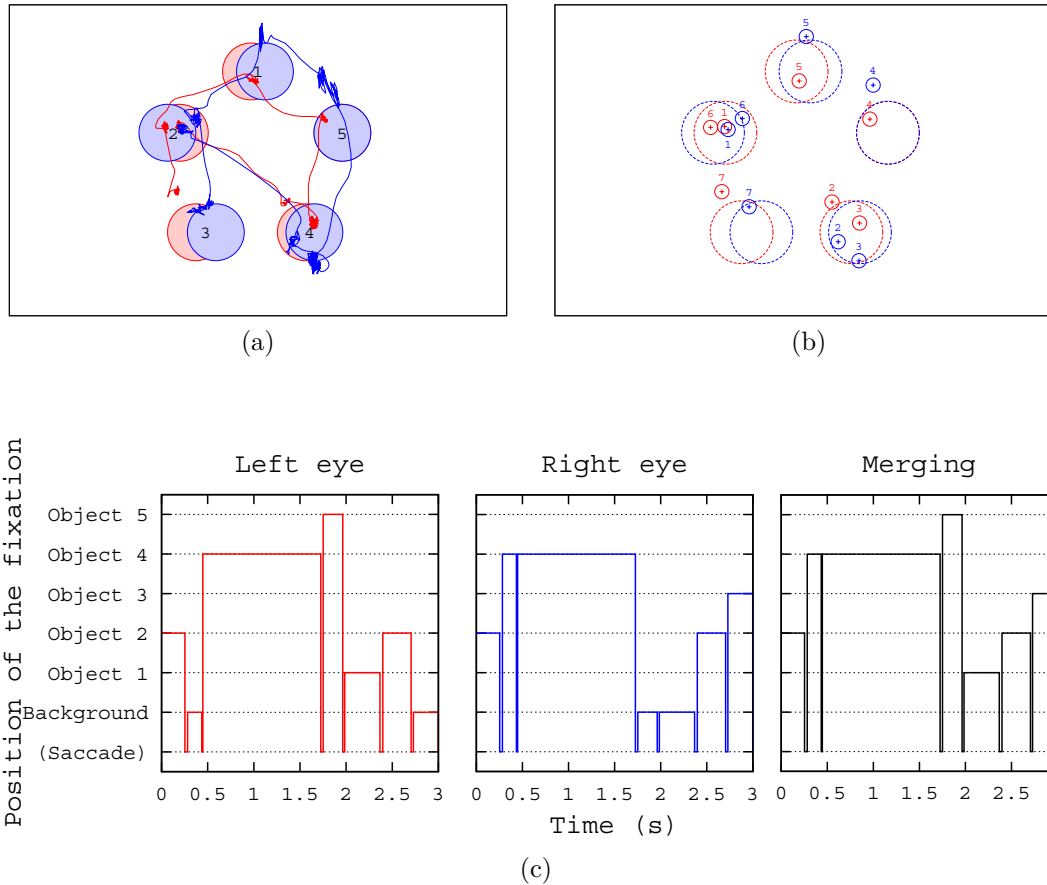 1
2
5
3
4
(a)
5
5
4
4
6
6
1
1
7
7
2
3
2
3
(b)
Position of the fixation
Left eye
Right eye
Merging
Object 5
Object 4
Object 3
Object 2
Object 1
Background
(Saccade)
0 0.5 1 1.5 2 2.5 3
0 0.5 1 1.5 2 2.5 3
0 0.5 1 1.5 2 2.5
Time (s)
(c)